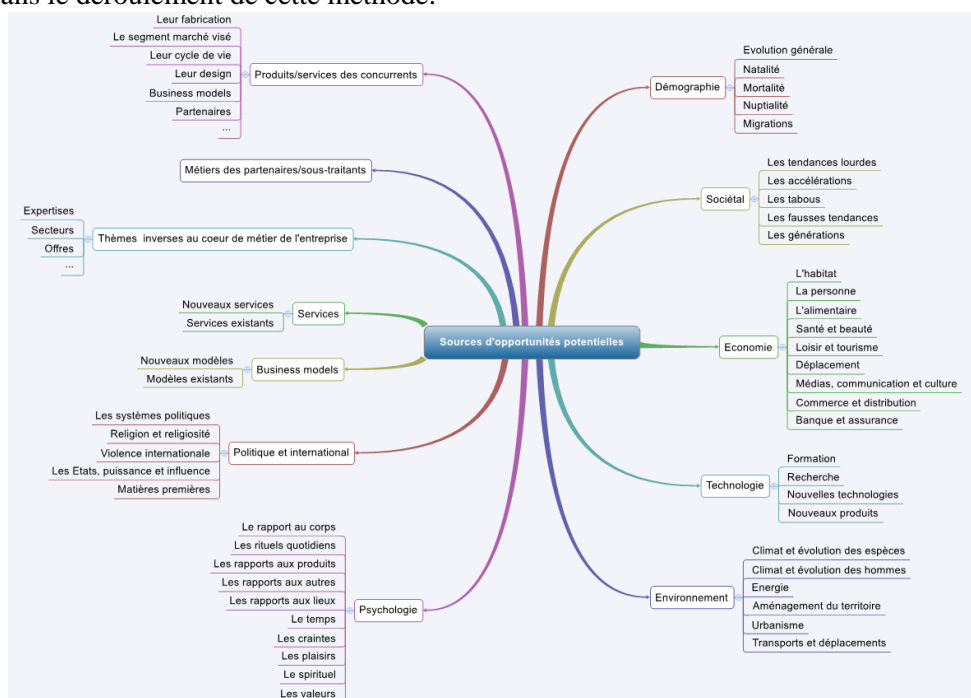 dans le déroulement de cette méthode.
Leur fabrication
Le segment marché visé
Leur cycle de vie
Leur design
Business models
Partenaires
...
Produits/services des concurrents
Métiers des partenaires/sous-traitants
Expertises
Secteurs
Offres
...
Thèmes inverses au coeur de métier de l'entreprise
Nouveaux services
Services existants
Services
Nouveaux modèles
Modèles existants
Business models
Les systèmes politiques
Religion et religiosité
Violence internationale
Les Etats, puissance et influence
Matières premières
Politique et international
Le rapport au corps
Les rituels quotidiens
Les rapports aux produits
Les rapports aux autres
Les rapports aux lieux
Le temps
Les craintes
Les plaisirs
Le spirituel
Les valeurs
Psychologie
Sources d'opportunités potentielles
Démographie
Evolution générale
Natalité
Mortalité
Nuptialité
Migrations
Sociétal
Les tendances lourdes
Les accélérations
Les tabous
Les fausses tendances
Les générations
Economie
L'habitat
La personne
L'alimentaire
Santé et beauté
Loisir et tourisme
Déplacement
Médias, communication et culture
Commerce et distribution
Banque et assurance
Technologie
Formation
Recherche
Nouvelles technologies
Nouveaux produits
Environnement
Climat et évolution des espèces
Climat et évolution des hommes
Energie
Aménagement du territoire
Urbanisme
Transports et déplacements